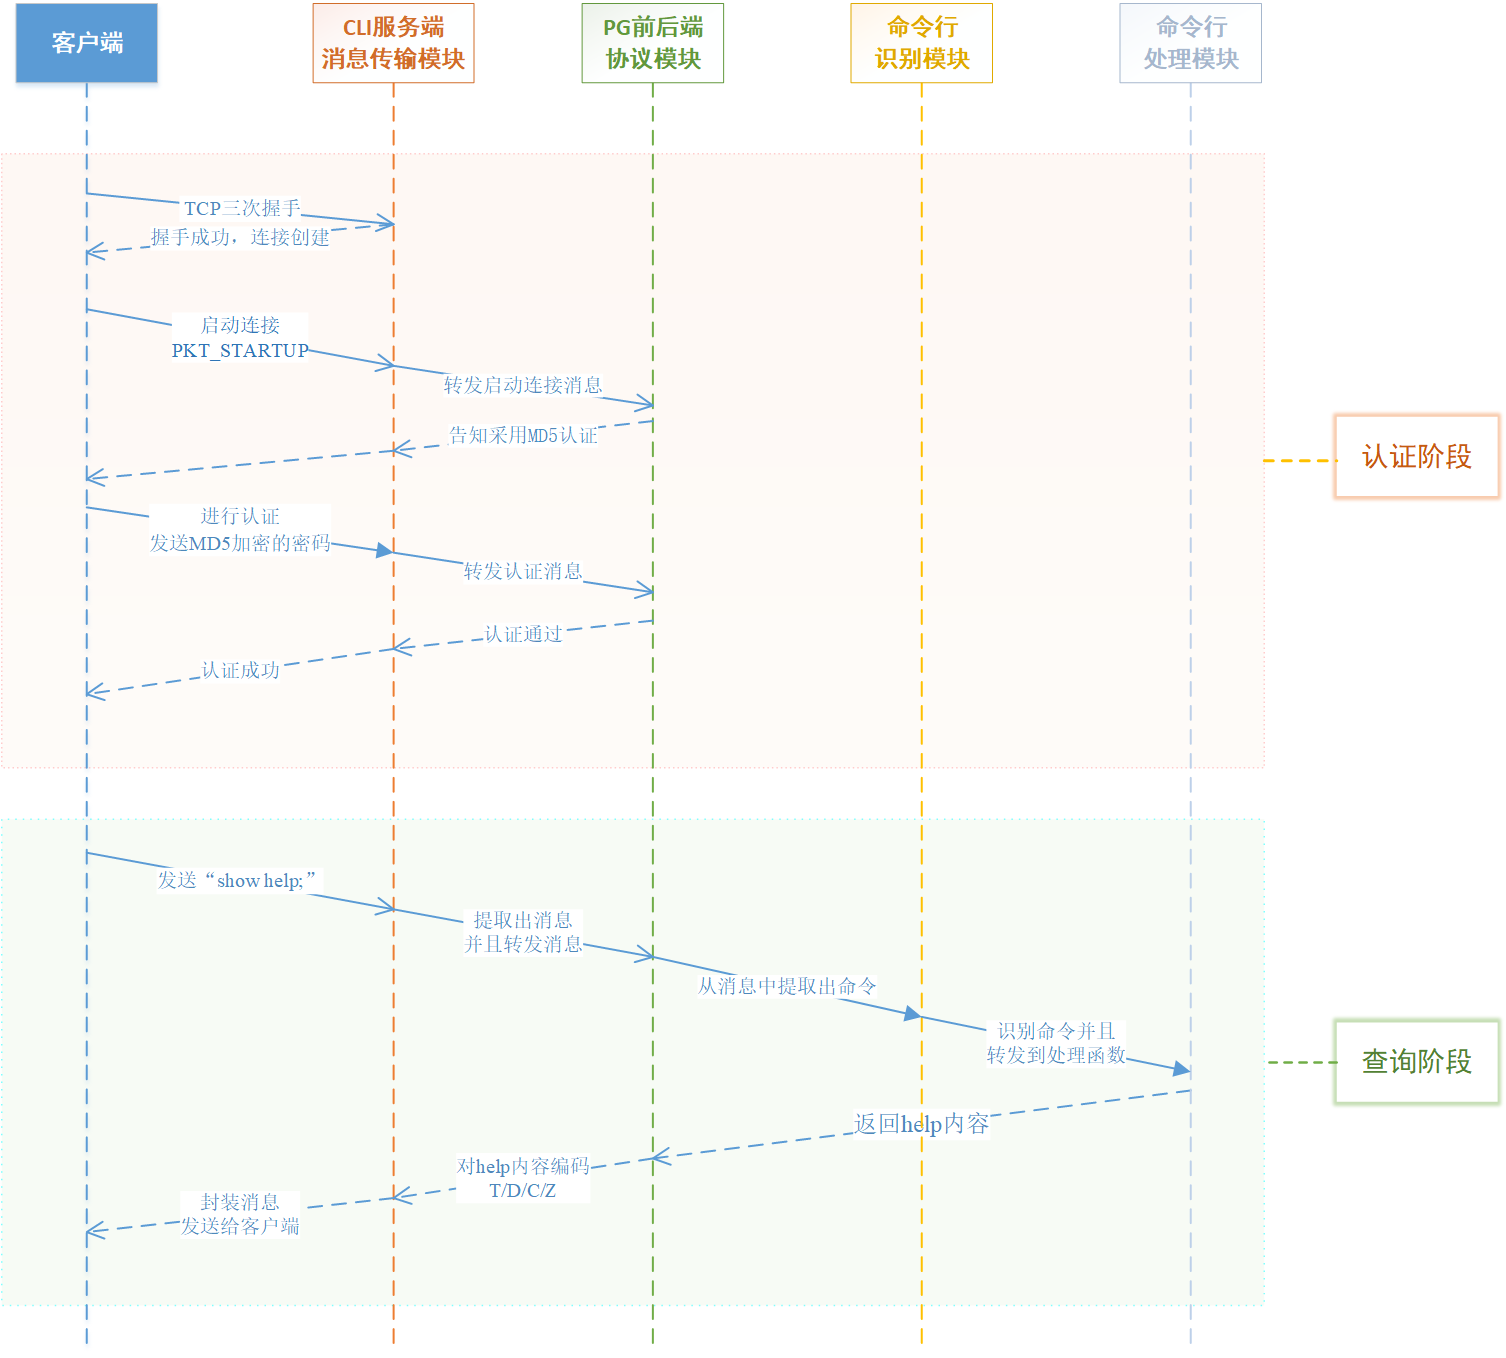 客户端
CLI服务端
消息传输模块
PG前后端
协议模块
命令行
识别模块
命令行
处理模块
TCP三次握手
握手成功，连接创建
启动连接
PKT_STARTUP
转发启动连接消息
告知采用MD5认证
认证阶段
进行认证
发送MD5加密的密码
转发认证消息
认证通过
认证成功
发送“show help;”
提取出消息
并且转发消息
从消息中提取出命令
识别命令并且
转发到处理函数
查询阶段
返回help内容
对help内容编码
T/D/C/Z
封装消息
发送给客户端